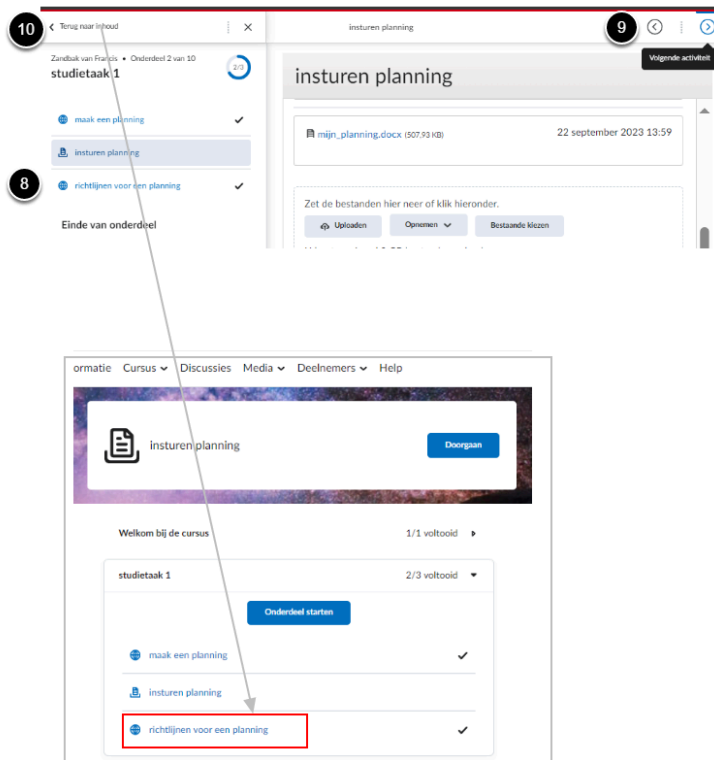 10
Terug naar inhoud
insturen planning
9
Volgende activiteit
Zandbak van Francis • Onderdeel 2 van 10
studietaak 1
2/3
insturen planning
maak een planning
mijn_planning.docx (507,93 KB)
22 september 2023 13:59
insturen planning
8
richtlijnen voor een planning
Zet de bestanden hier neer of klik hieronder.
Einde van onderdeel
Uploaden
Opnemen
Bestaande kiezen
ormatie Cursus Discussies Media Deelnemers Help
insturen planning
Doorgaan
Welkom bij de cursus
1/1 voltooid
studietaak 1
2/3 voltooid
Onderdeel starten
maak een planning
insturen planning
richtlijnen voor een planning